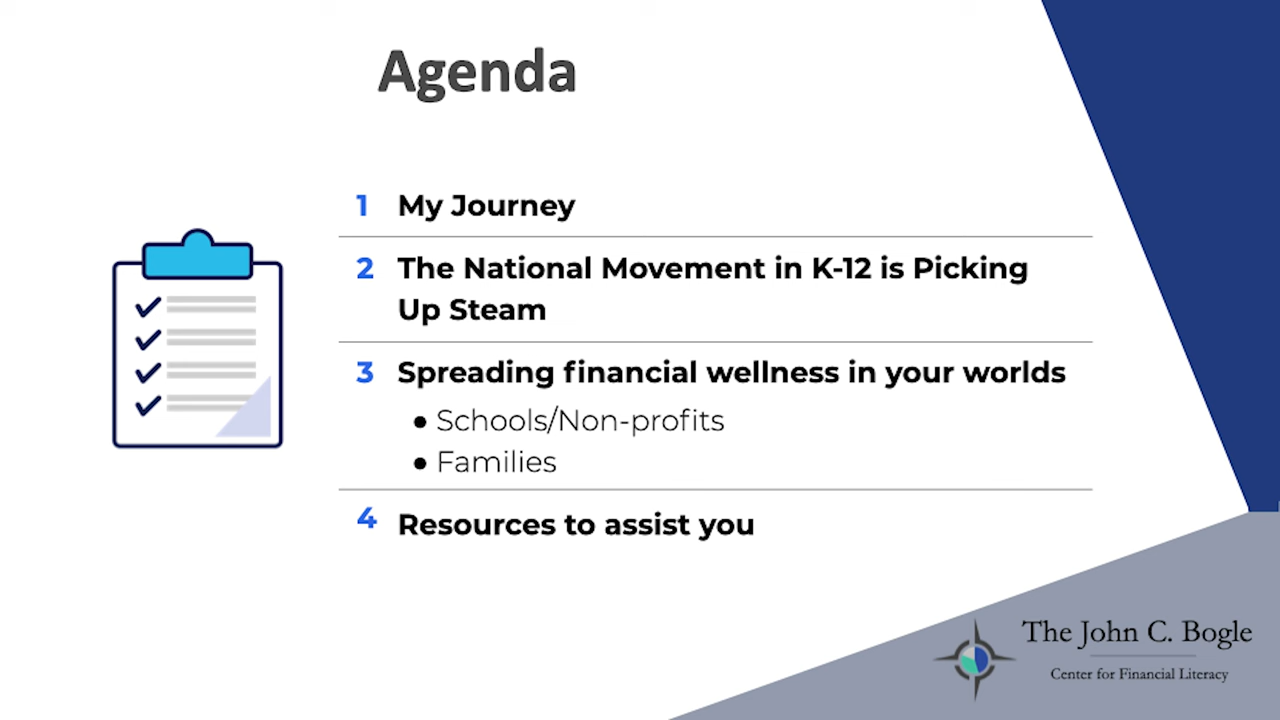 Agenda
1 My Journey
2 The National Movement in K-12 is Picking
Up Steam
3 Spreading financial wellness in your worlds
● Schools/Non-profits
● Families
4 Resources to assist you
The John C. Bogle
Center for Financial Literacy